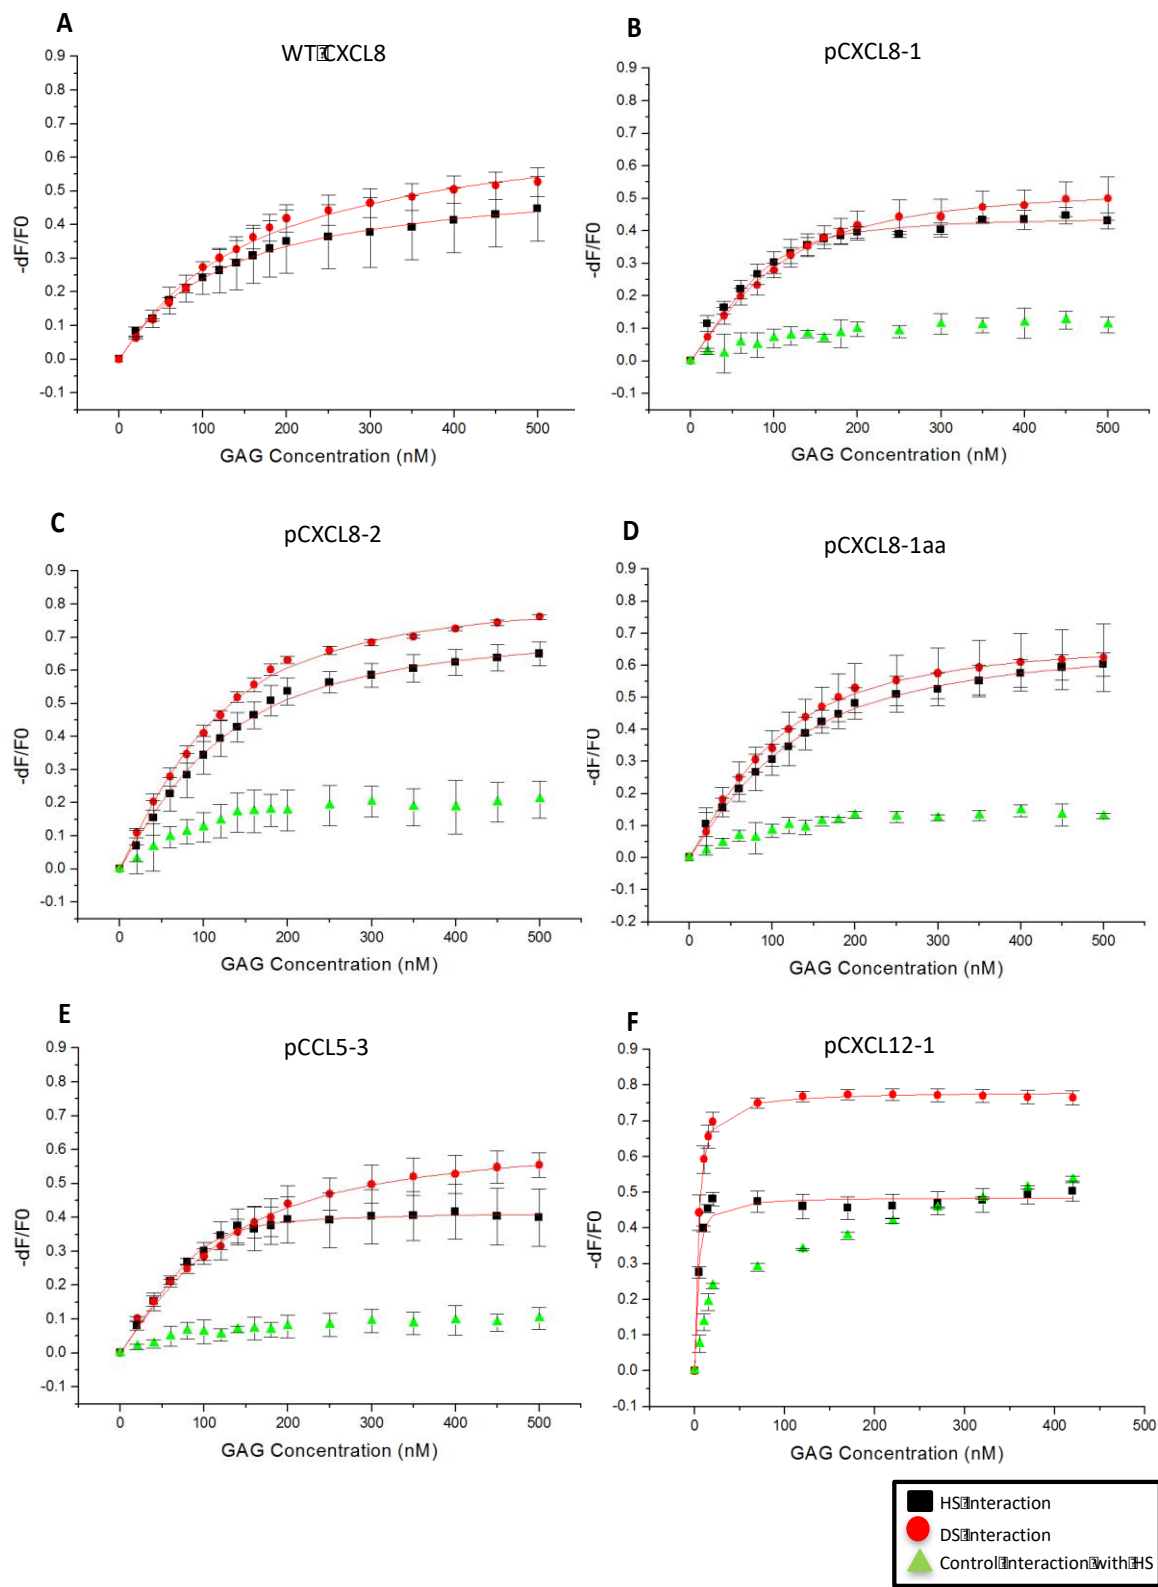 A
WT CXCL8
0.9
0.8
0.7
0.6
0.5
0.4
0.3
0.2
0.1
0.0
-0.1
-dF/F0
0 100 200 300 400 500
GAG Concentration (nM)
B
pCXCL8-1
0.9
0.8
0.7
0.6
0.5
0.4
0.3
0.2
0.1
0.0
-0.1
-dF/F0
0 100 200 300 400 500
GAG Concentration (nM)
C
pCXCL8-2
0.9
0.8
0.7
0.6
0.5
0.4
0.3
0.2
0.1
0.0
-0.1
-dF/F0
0 100 200 300 400 500
GAG Concentration (nM)
D
pCXCL8-1aa
0.9
0.8
0.7
0.6
0.5
0.4
0.3
0.2
0.1
0.0
-0.1
-0.2
-dF/F0
0 100 200 300 400 500
GAG Concentration (nM)
E
pCCL5-3
0.9
0.8
0.7
0.6
0.5
0.4
0.3
0.2
0.1
0.0
-0.1
-dF/F0
0 100 200 300 400 500
GAG Concentration (nM)
F
pCXCL12-1
0.9
0.8
0.7
0.6
0.5
0.4
0.3
0.2
0.1
0.0
-0.1
-dF/F0
0 100 200 300 400 500
GAG Concentration (nM)
HS Interaction
DS Interaction
Control Interaction with HS